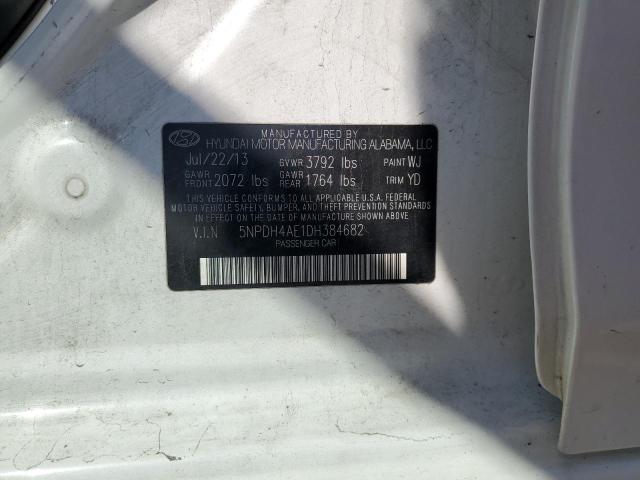 MANUFACTURED BY
HYUNDAI MOTOR MANUFACTURING ALABAMA, LLC
Jul/22/13 GVWR 3792 lbs PAINT WJ
GAWR FRONT 2072 lbs GAWR REAR 1764 lbs TRIM YD
THIS VEHICLE CONFORMS TO ALL APPLICABLE U.S.A. FEDERAL
MOTOR VEHICLE SAFETY, BUMPER, AND THEFT PREVENTION STANDARDS
IN EFFECT ON THE DATE OF MANUFACTURE SHOWN ABOVE.
V.I.N 5NPDH4AE1DH384682
PASSENGER CAR